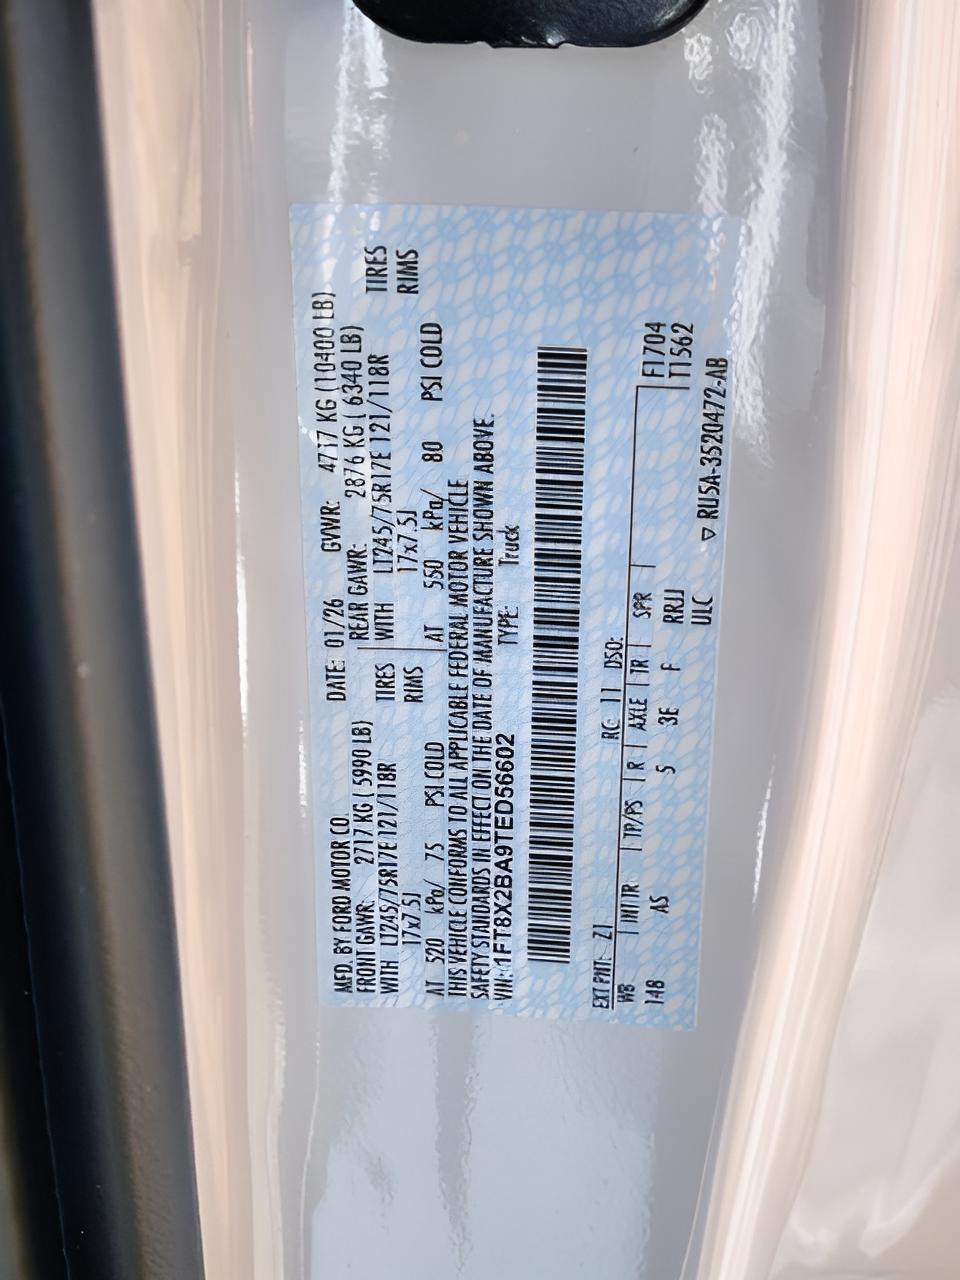 MFD. BY FORD MOTOR CO. DATE: 01/26 GVWR: 4717 KG (10400 LB)
FRONT GAWR: 2717 KG ( 5990 LB) REAR GAWR: 2876 KG ( 6340 LB)
WITH LT245/75R17E 121/118R TIRES WITH LT245/75R17E 121/118R TIRES
17x7.5J RIMS 17x7.5J RIMS
AT 520 kPa/ 75 PSI COLD AT 550 kPa/ 80 PSI COLD
THIS VEHICLE CONFORMS TO ALL APPLICABLE FEDERAL MOTOR VEHICLE
SAFETY STANDARDS IN EFFECT ON THE DATE OF MANUFACTURE SHOWN ABOVE.
VIN: 1FT8X2BA9TED56602 TYPE: Truck
EXT PNT: Z1 RC: 11 DSO: F1704
WB INT TR TP/PS R AXLE TR SPR T1562
148 AS 5 3E F RRJJ
ULC ▽ RU5A-3520472-AB